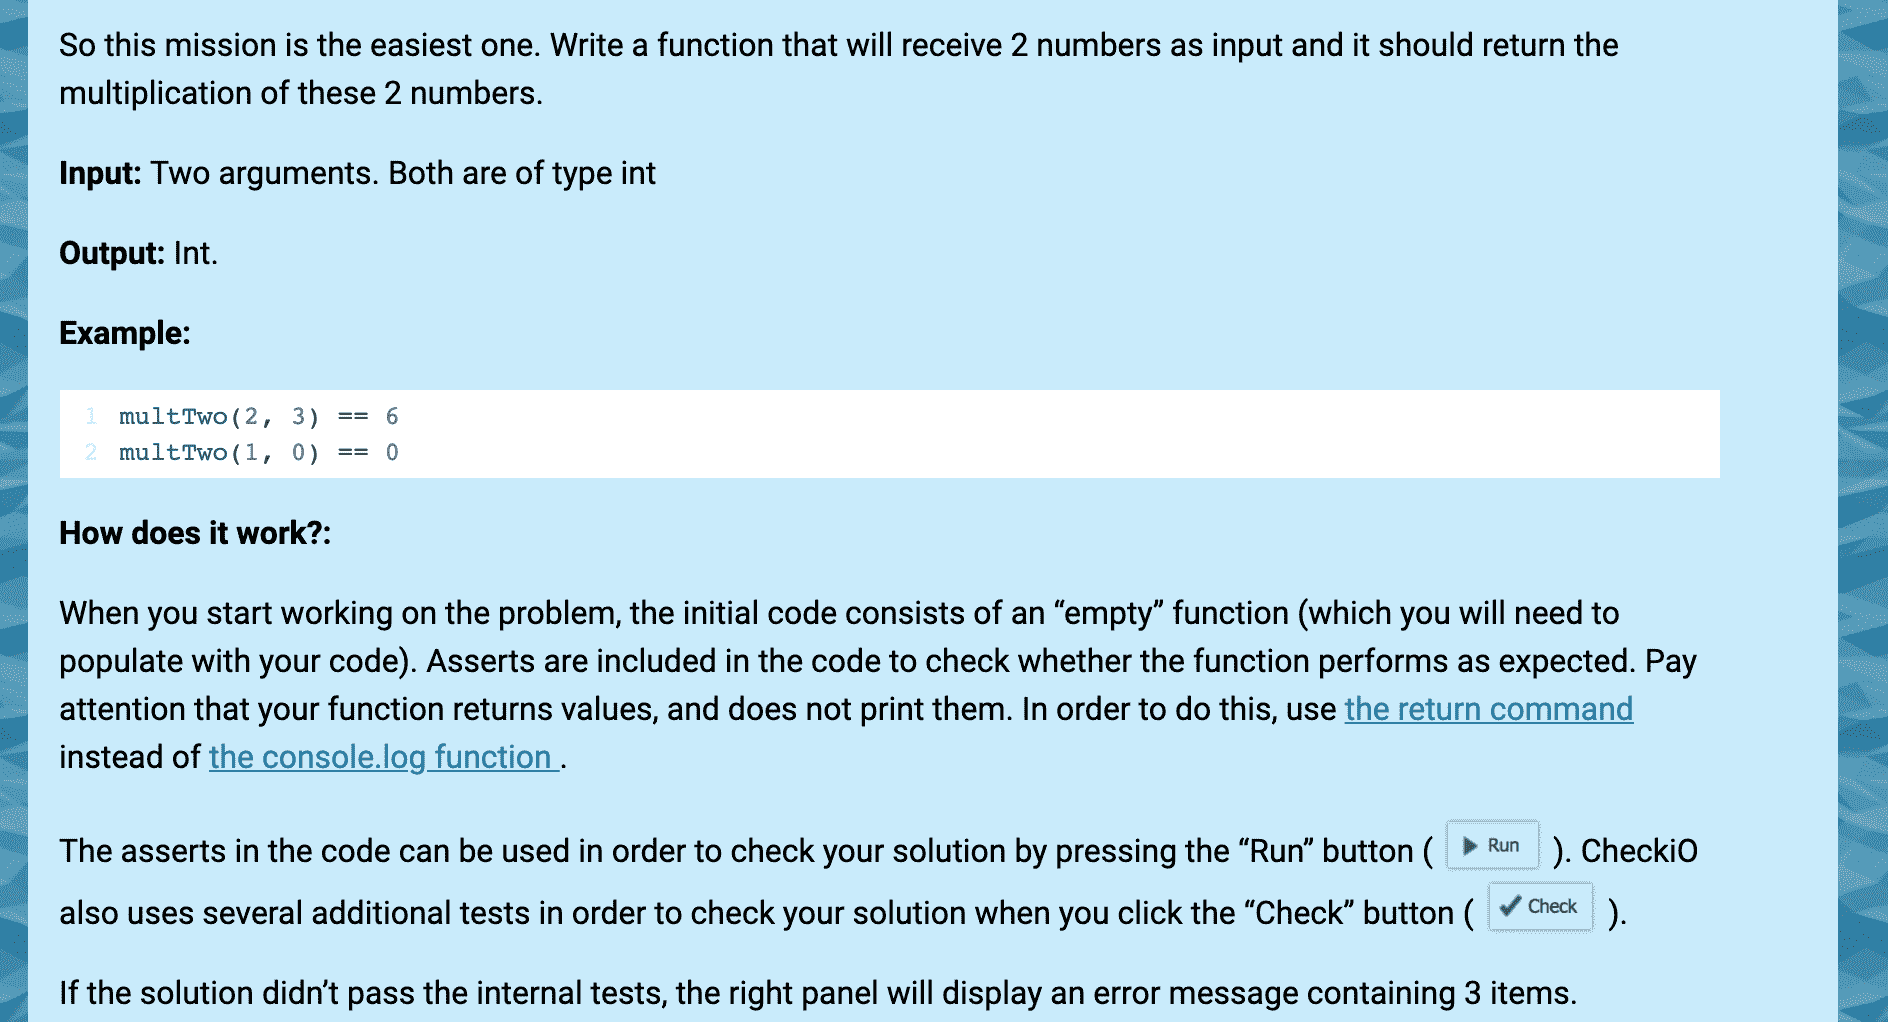 So this mission is the easiest one. Write a function that will receive 2 numbers as input and it should return the
multiplication of these 2 numbers.
Input: Two arguments. Both are of type int
Output: Int.
Example:
1 multTwo(2, 3) == 6
2 multTwo(1, 0) == 0
How does it work?:
When you start working on the problem, the initial code consists of an “empty” function (which you will need to
populate with your code). Asserts are included in the code to check whether the function performs as expected. Pay
attention that your function returns values, and does not print them. In order to do this, use the return command
instead of the console.log function .
The asserts in the code can be used in order to check your solution by pressing the “Run” button ( Run ). CheckiO
also uses several additional tests in order to check your solution when you click the “Check” button ( Check ).
If the solution didn’t pass the internal tests, the right panel will display an error message containing 3 items.